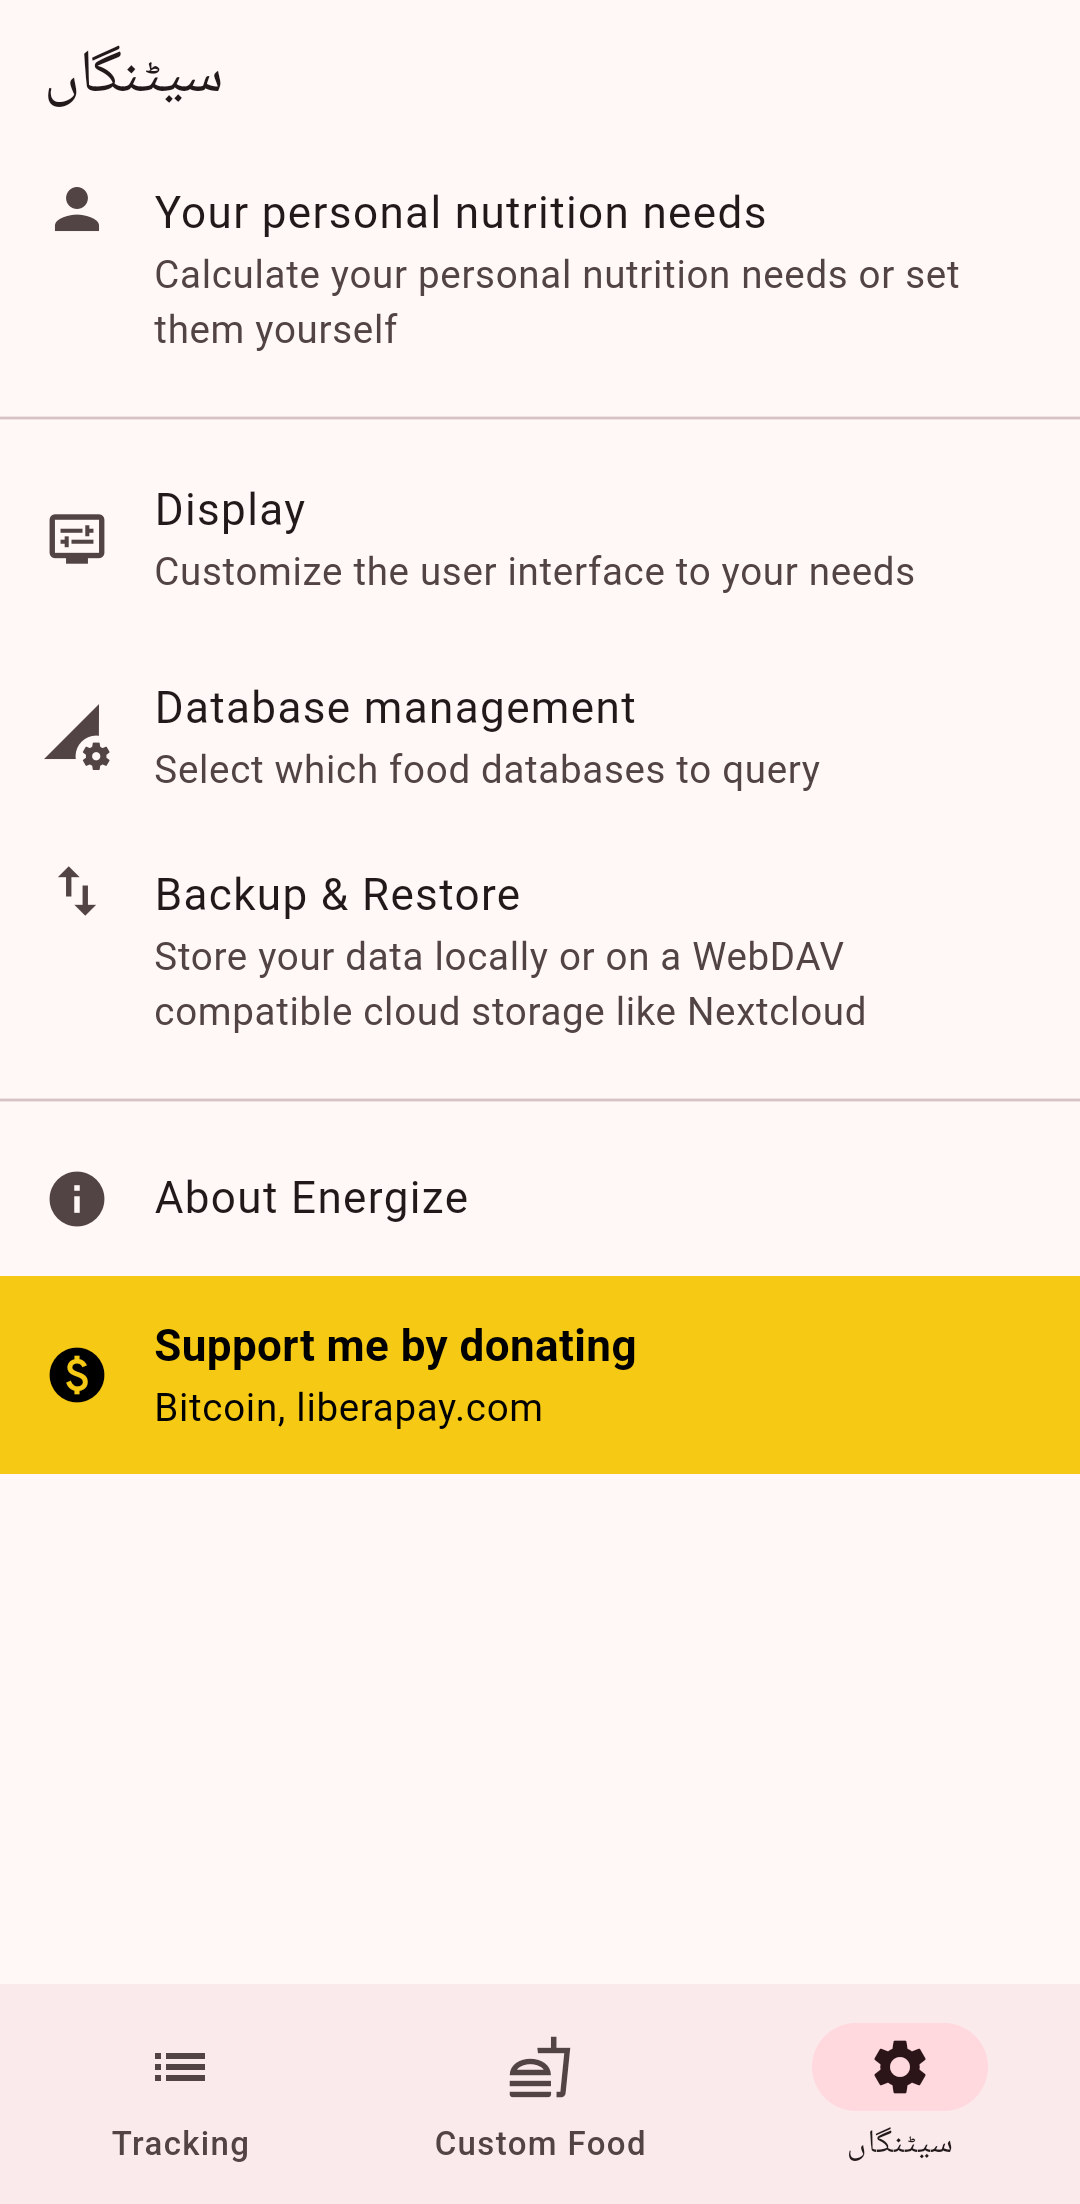 سیٹنگاں
Your personal nutrition needs
Calculate your personal nutrition needs or set
them yourself
Display
Customize the user interface to your needs
Database management
Select which food databases to query
Backup & Restore
Store your data locally or on a WebDAV
compatible cloud storage like Nextcloud
About Energize
Support me by donating
Bitcoin, liberapay.com
Tracking
Custom Food
سیٹنگاں